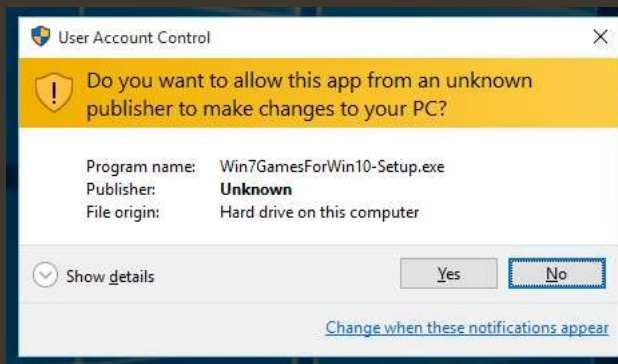 User Account Control
Do you want to allow this app from an unknown
publisher to make changes to your PC?
Program name: Win7GamesForWin10-Setup.exe
Publisher: Unknown
File origin: Hard drive on this computer
Show details
Yes
No
Change when these notifications appear